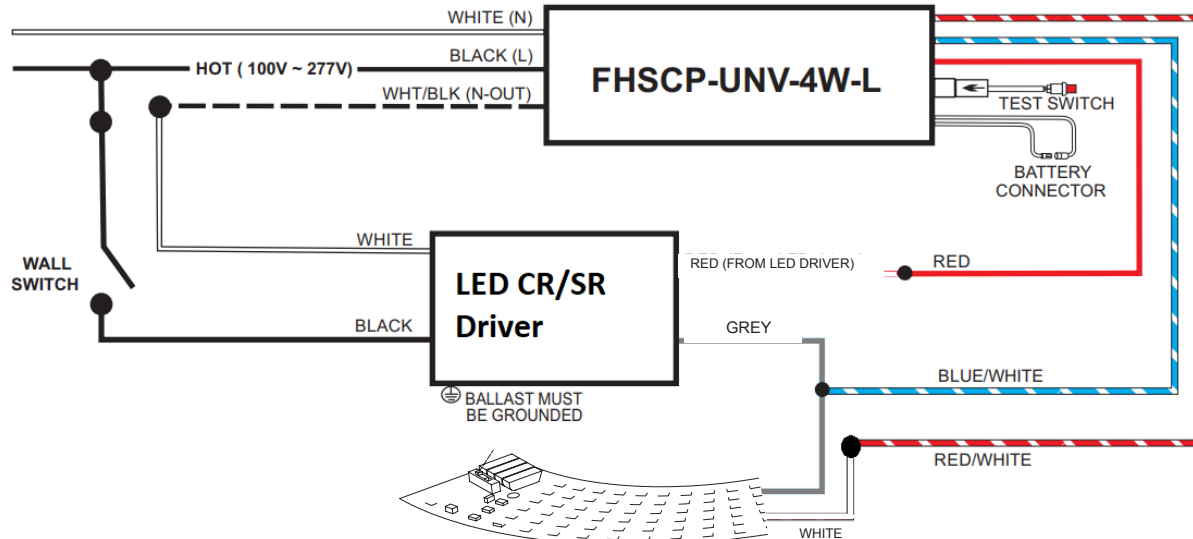 WHITE (N)
BLACK (L)
HOT ( 100V ~ 277V)
WHT/BLK (N-OUT)
FHSCP-UNV-4W-L
TEST SWITCH
BATTERY
CONNECTOR
WALL
SWITCH
WHITE
BLACK
LED CR/SR
Driver
RED (FROM LED DRIVER)
RED
GREY
BALLAST MUST
BE GROUNDED
BLUE/WHITE
RED/WHITE
WHITE